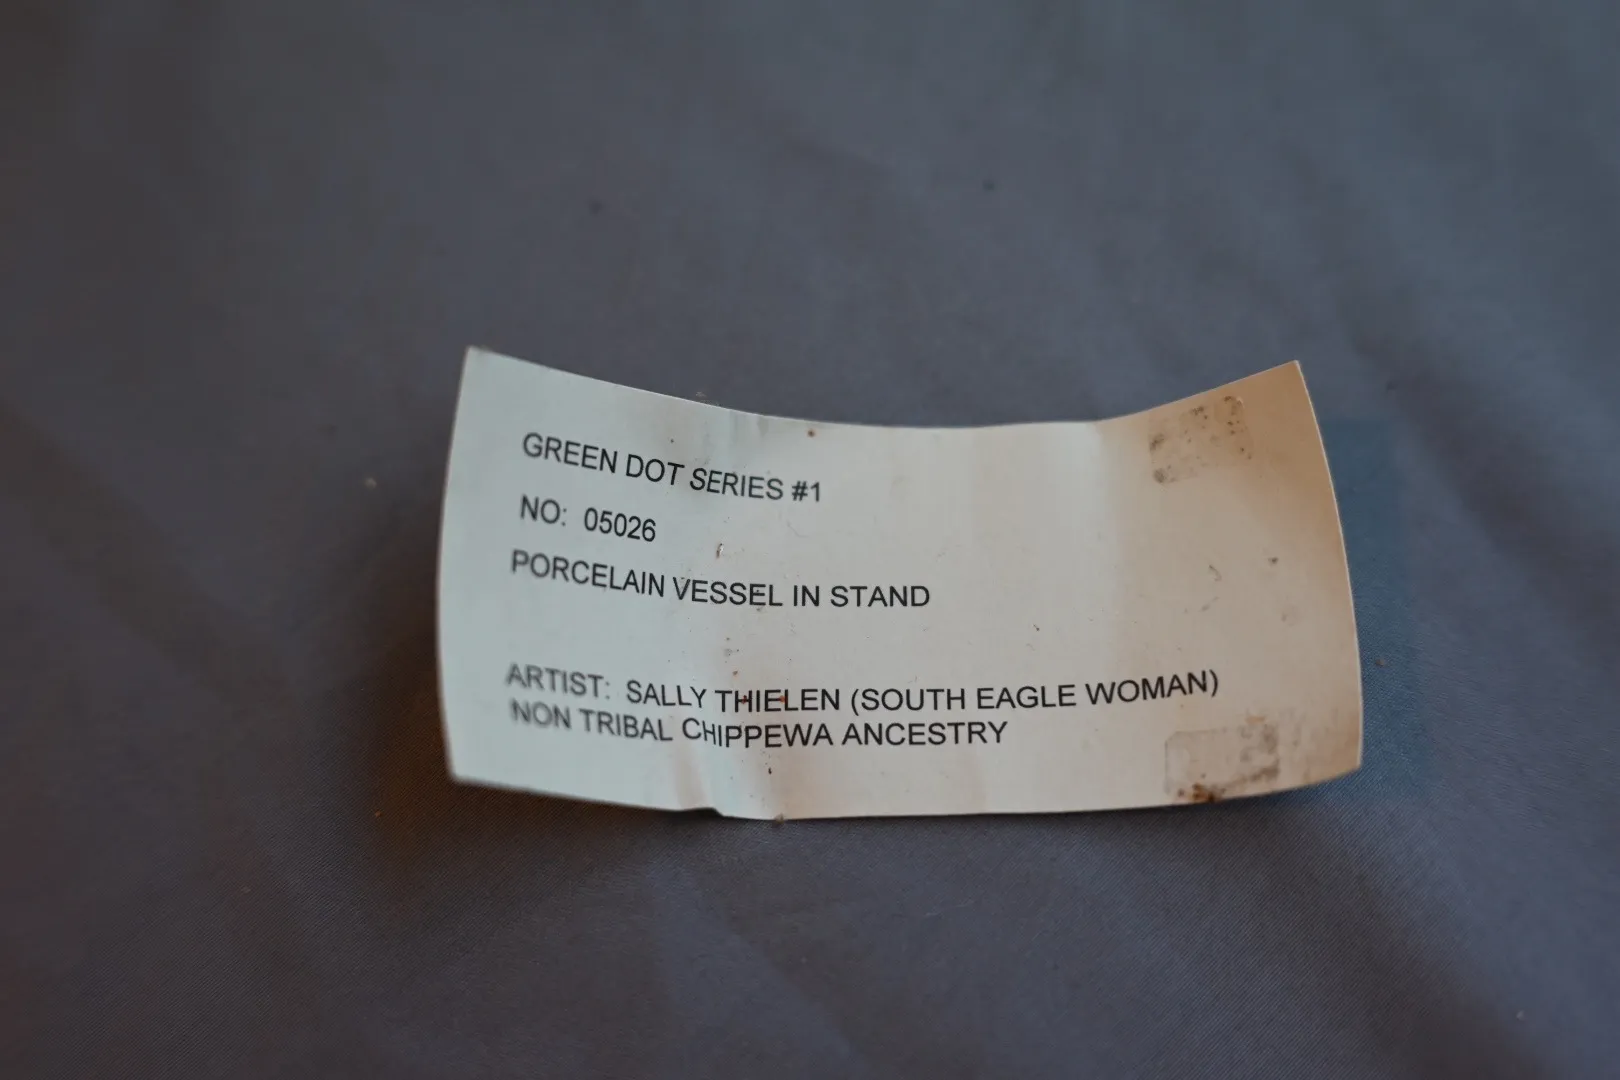 GREEN DOT SERIES #1
NO: 05026
PORCELAIN VESSEL IN STAND
ARTIST: SALLY THIELEN (SOUTH EAGLE WOMAN)
NON TRIBAL CHIPPEWA ANCESTRY